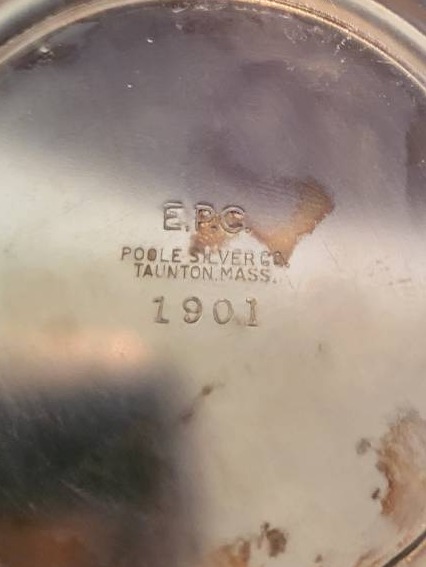 E.P.C.
POOLE SILVER CO.
TAUNTON, MASS.
1901